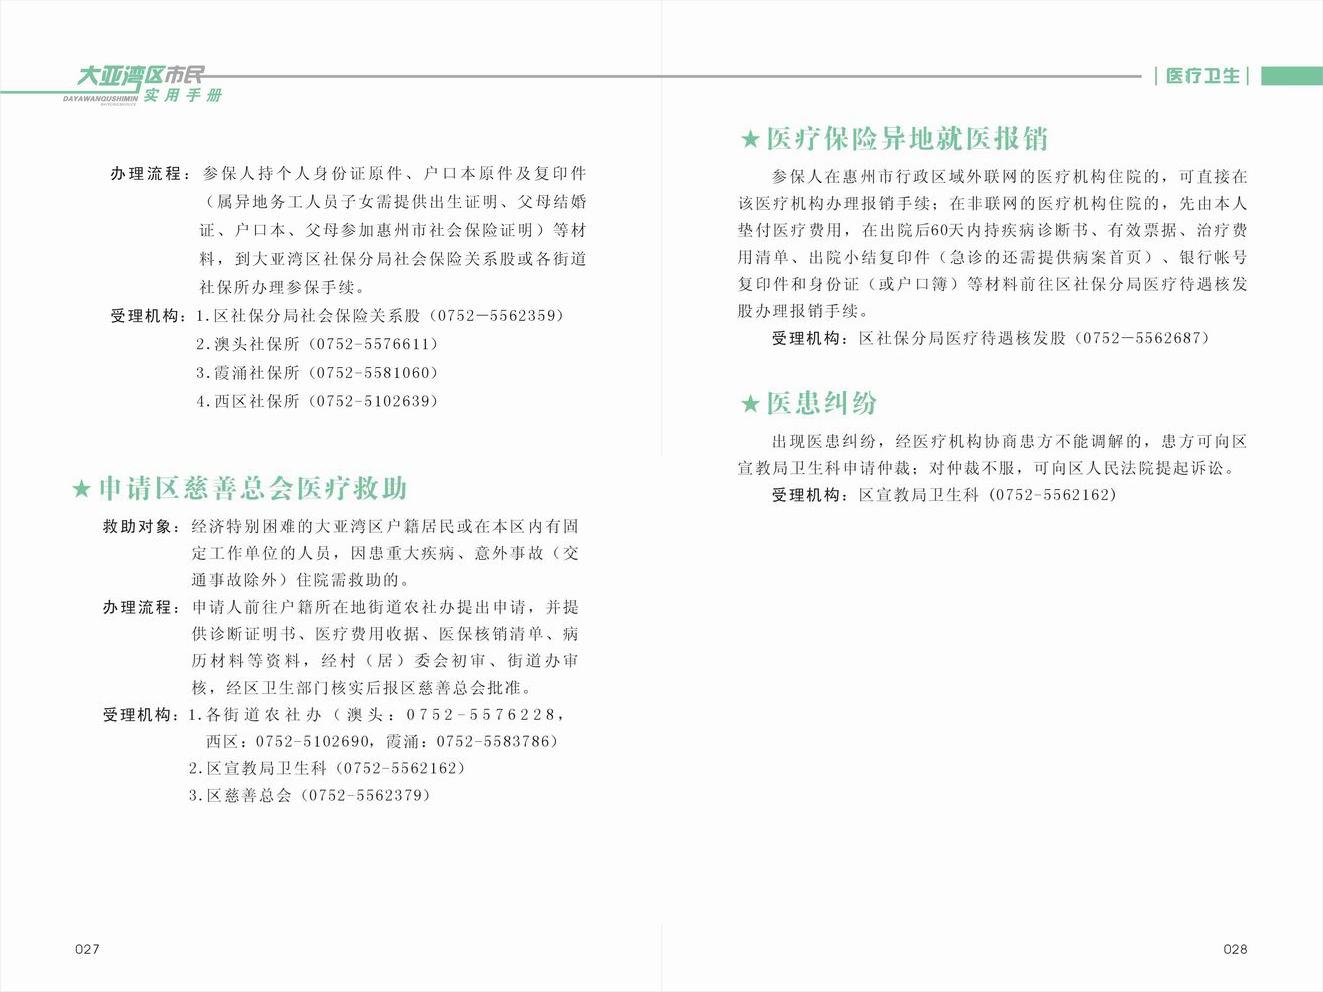 大亚湾区市民
DAYAWANQUSHIMIN 实用手册
办理流程：参保人持个人身份证原件、户口本原件及复印件
（属异地务工人员子女需提供出生证明、父母结婚
证、户口本、父母参加惠州市社会保险证明）等材
料，到大亚湾区社保分局社会保险关系股或各街道
社保所办理参保手续。
受理机构：1.区社保分局社会保险关系股（0752—5562359）
2.澳头社保所（0752-5576611）
3.霞涌社保所（0752-5581060）
4.西区社保所（0752-5102639）
★申请区慈善总会医疗救助
救助对象：经济特别困难的大亚湾区户籍居民或在本区内有固
定工作单位的人员，因患重大疾病、意外事故（交
通事故除外）住院需救助的。
办理流程：申请人前往户籍所在地街道农社办提出申请，并提
供诊断证明书、医疗费用收据、医保核销清单、病
历材料等资料，经村（居）委会初审、街道办审
核，经区卫生部门核实后报区慈善总会批准。
受理机构：1.各街道农社办（澳头：0752-5576228，
西区：0752-5102690，霞涌：0752-5583786）
2.区宣教局卫生科（0752-5562162）
3.区慈善总会（0752-5562379）
027
医疗卫生
★医疗保险异地就医报销
参保人在惠州市行政区域外联网的医疗机构住院的，可直接在
该医疗机构办理报销手续；在非联网的医疗机构住院的，先由本人
垫付医疗费用，在出院后60天内持疾病诊断书、有效票据、治疗费
用清单、出院小结复印件（急诊的还需提供病案首页）、银行帐号
复印件和身份证（或户口簿）等材料前往区社保分局医疗待遇核发
股办理报销手续。
受理机构：区社保分局医疗待遇核发股（0752—5562687）
★医患纠纷
出现医患纠纷，经医疗机构协商患方不能调解的，患方可向区
宣教局卫生科申请仲裁；对仲裁不服，可向区人民法院提起诉讼。
受理机构：区宣教局卫生科 (0752-5562162)
028